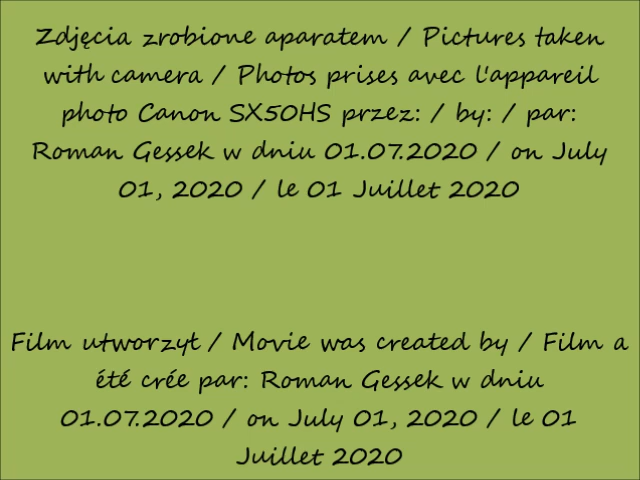 Zdjęcia zrobione aparatem / Pictures taken
with camera / Photos prises avec l'appareil
photo Canon SX50HS przez: / by: / par:
Roman Gessek w dniu 01.07.2020 / on July
01, 2020 / le 01 Juillet 2020
Film utworzył / Movie was created by / Film a
été crée par: Roman Gessek w dniu
01.07.2020 / on July 01, 2020 / le 01
Juillet 2020